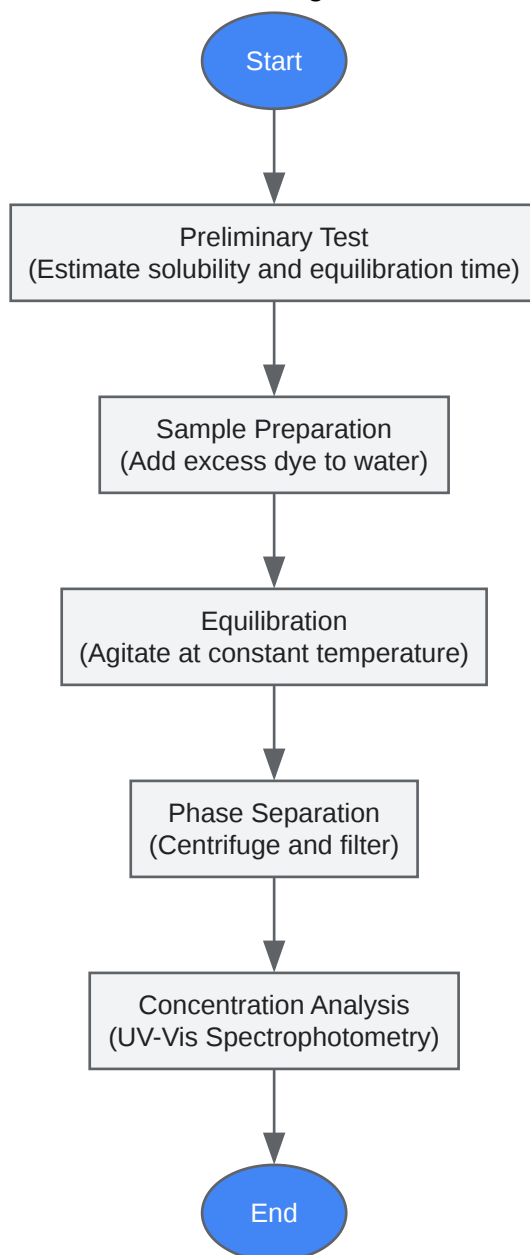 Start
Preliminary Test
(Estimate solubility and equilibration time)
Sample Preparation
(Add excess dye to water)
Equilibration
(Agitate at constant temperature)
Phase Separation
(Centrifuge and filter)
Concentration Analysis
(UV-Vis Spectrophotometry)
End